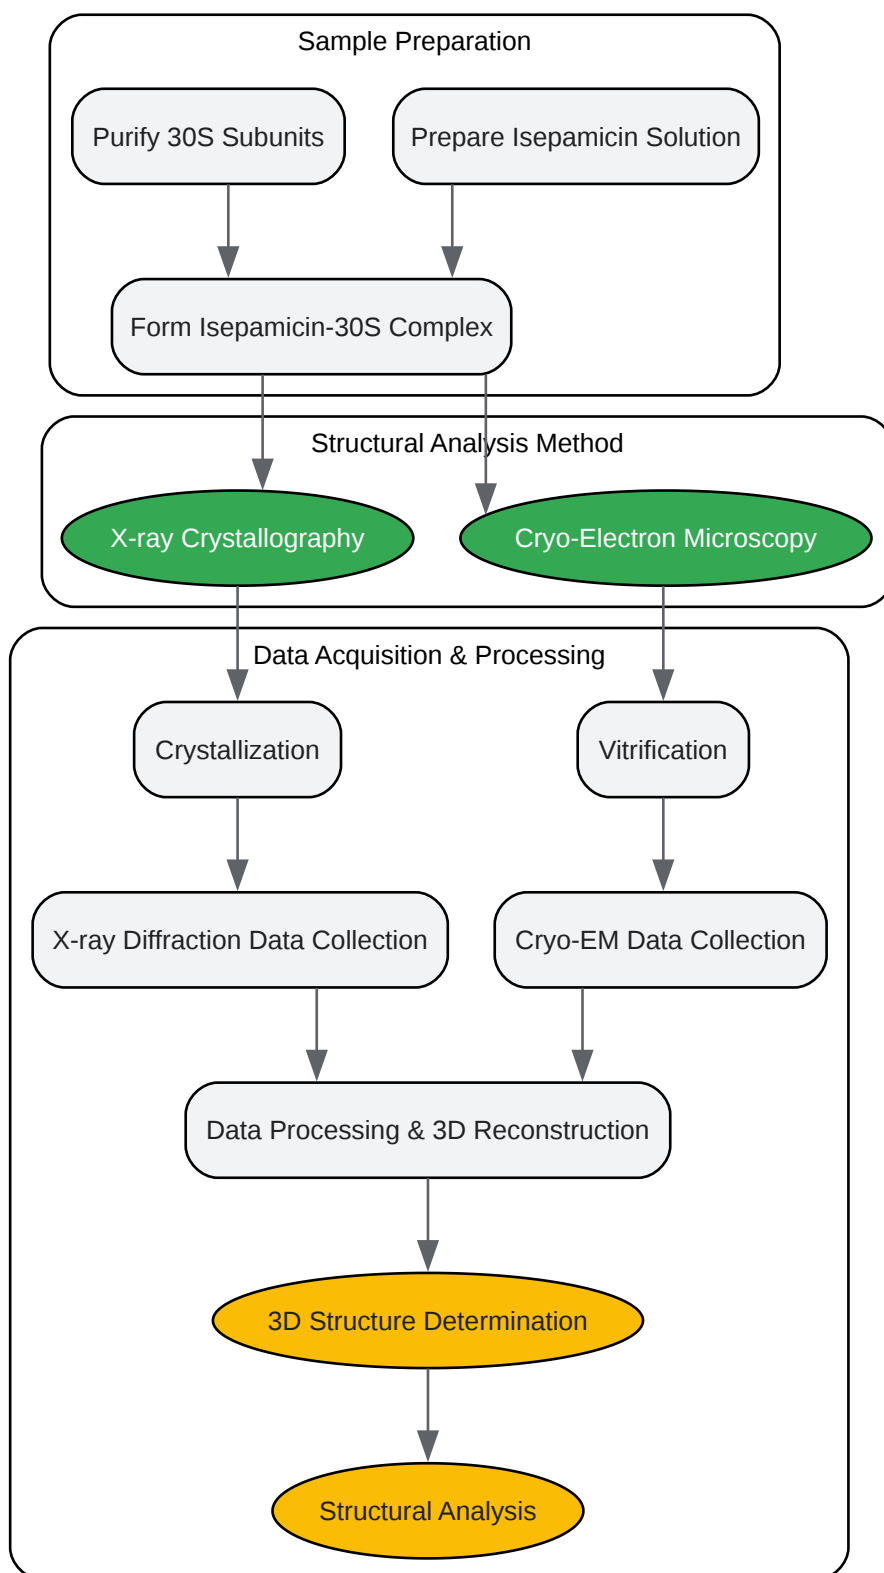 Sample Preparation
Purify 30S Subunits
Prepare Isepamicin Solution
Form Isepamicin-30S Complex
Structural Analysis Method
X-ray Crystallography
Cryo-Electron Microscopy
Data Acquisition & Processing
Crystallization
Vitrification
X-ray Diffraction Data Collection
Cryo-EM Data Collection
Data Processing & 3D Reconstruction
3D Structure Determination
Structural Analysis